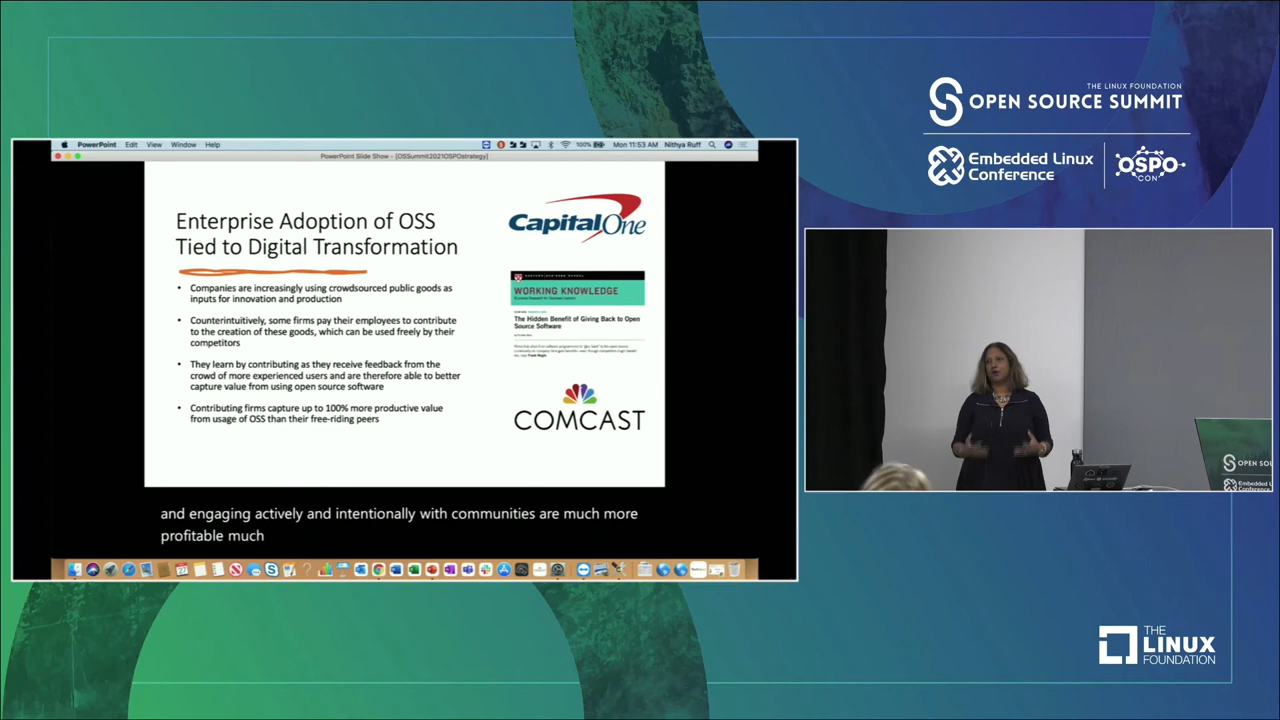 THE LINUX FOUNDATION
OPEN SOURCE SUMMIT
Embedded Linux
Conference
OSPO
CON
PowerPoint Edit View Window Help
100% Mon 11:53 AM Nithya Ruff
PowerPoint Slide Show - [OSSummit2021OSPOstrategy]
Enterprise Adoption of OSS
Tied to Digital Transformation
• Companies are increasingly using crowdsourced public goods as
inputs for innovation and production
• Counterintuitively, some firms pay their employees to contribute
to the creation of these goods, which can be used freely by their
competitors
• They learn by contributing as they receive feedback from the
crowd of more experienced users and are therefore able to better
capture value from using open source software
• Contributing firms capture up to 100% more productive value
from usage of OSS than their free-riding peers
CapitalOne
WORKING KNOWLEDGE
The Hidden Benefit of Giving Back to Open
Source Software
COMCAST
and engaging actively and intentionally with communities are much more
profitable much
OPEN SO
Embedded L
Conference
THE
LINUX
FOUNDATION